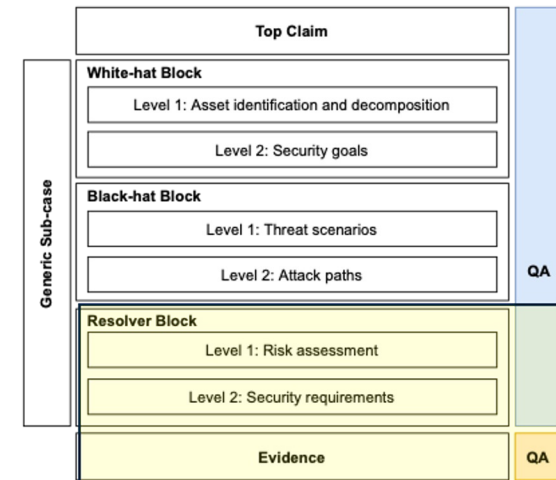 Top Claim
Generic Sub-case
White-hat Block
Level 1: Asset identification and decomposition
Level 2: Security goals
Black-hat Block
Level 1: Threat scenarios
Level 2: Attack paths
QA
Resolver Block
Level 1: Risk assessment
Level 2: Security requirements
Evidence
QA